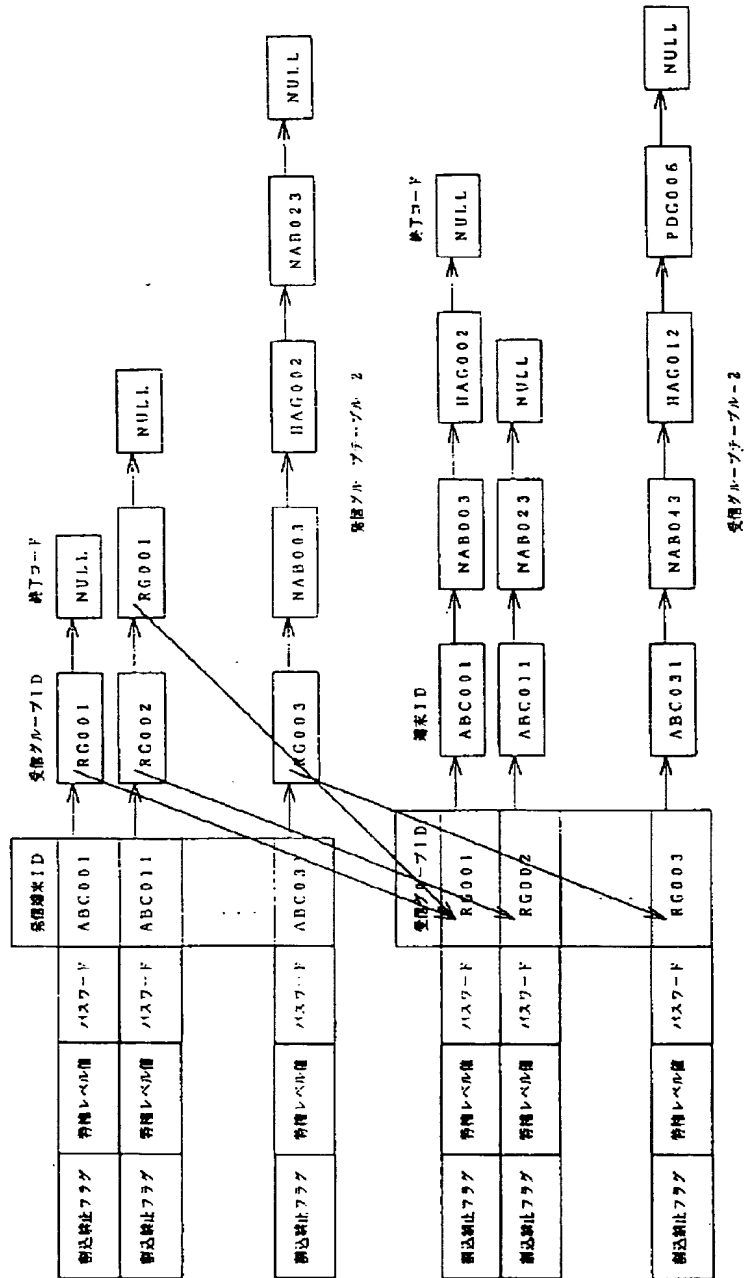 発信端末ID 受信グループID 終了コード
割込禁止フラグ 特権レベル値 パスワード ABC001 RG001 NULL
割込禁止フラグ 特権レベル値 パスワード ABC011 RG002 RG001 NULL
割込禁止フラグ 特権レベル値 パスワード ABC031 RG003 NAB003 HAG002 NAB023 NULL
発信グループテーブル-2
受信グループID 端末ID 終了コード
割込禁止フラグ 特権レベル値 パスワード RG001 ABC001 NAB003 HAG002 NULL
割込禁止フラグ 特権レベル値 パスワード RG002 ABC011 NAB023 NULL
割込禁止フラグ 特権レベル値 パスワード RG003 ABC031 NAB043 HAG012 PDG006 NULL
受信グループテーブル-2